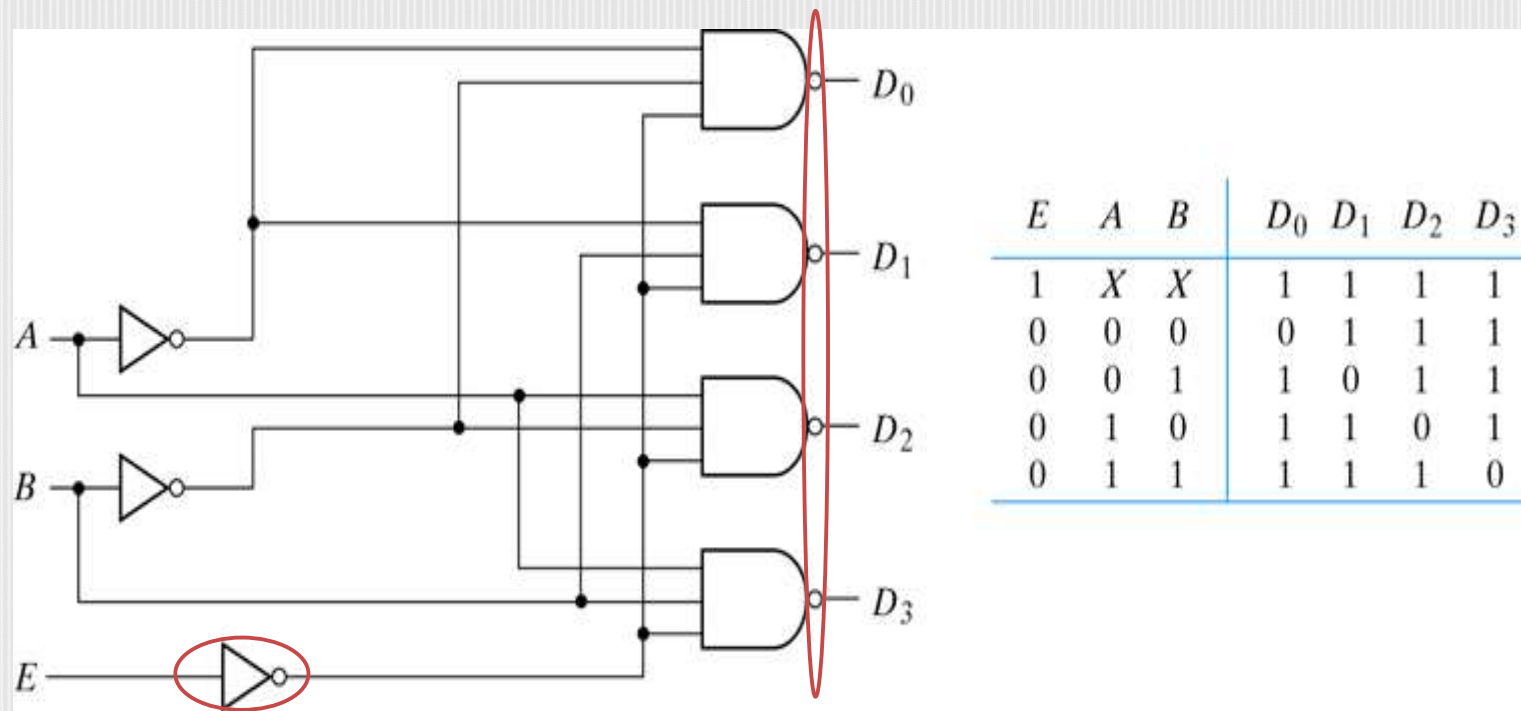 D0
D1
A
D2
B
D3
E
E A B D0 D1 D2 D3
1 X X 1 1 1 1
0 0 0 0 1 1 1
0 0 1 1 0 1 1
0 1 0 1 1 0 1
0 1 1 1 1 1 0